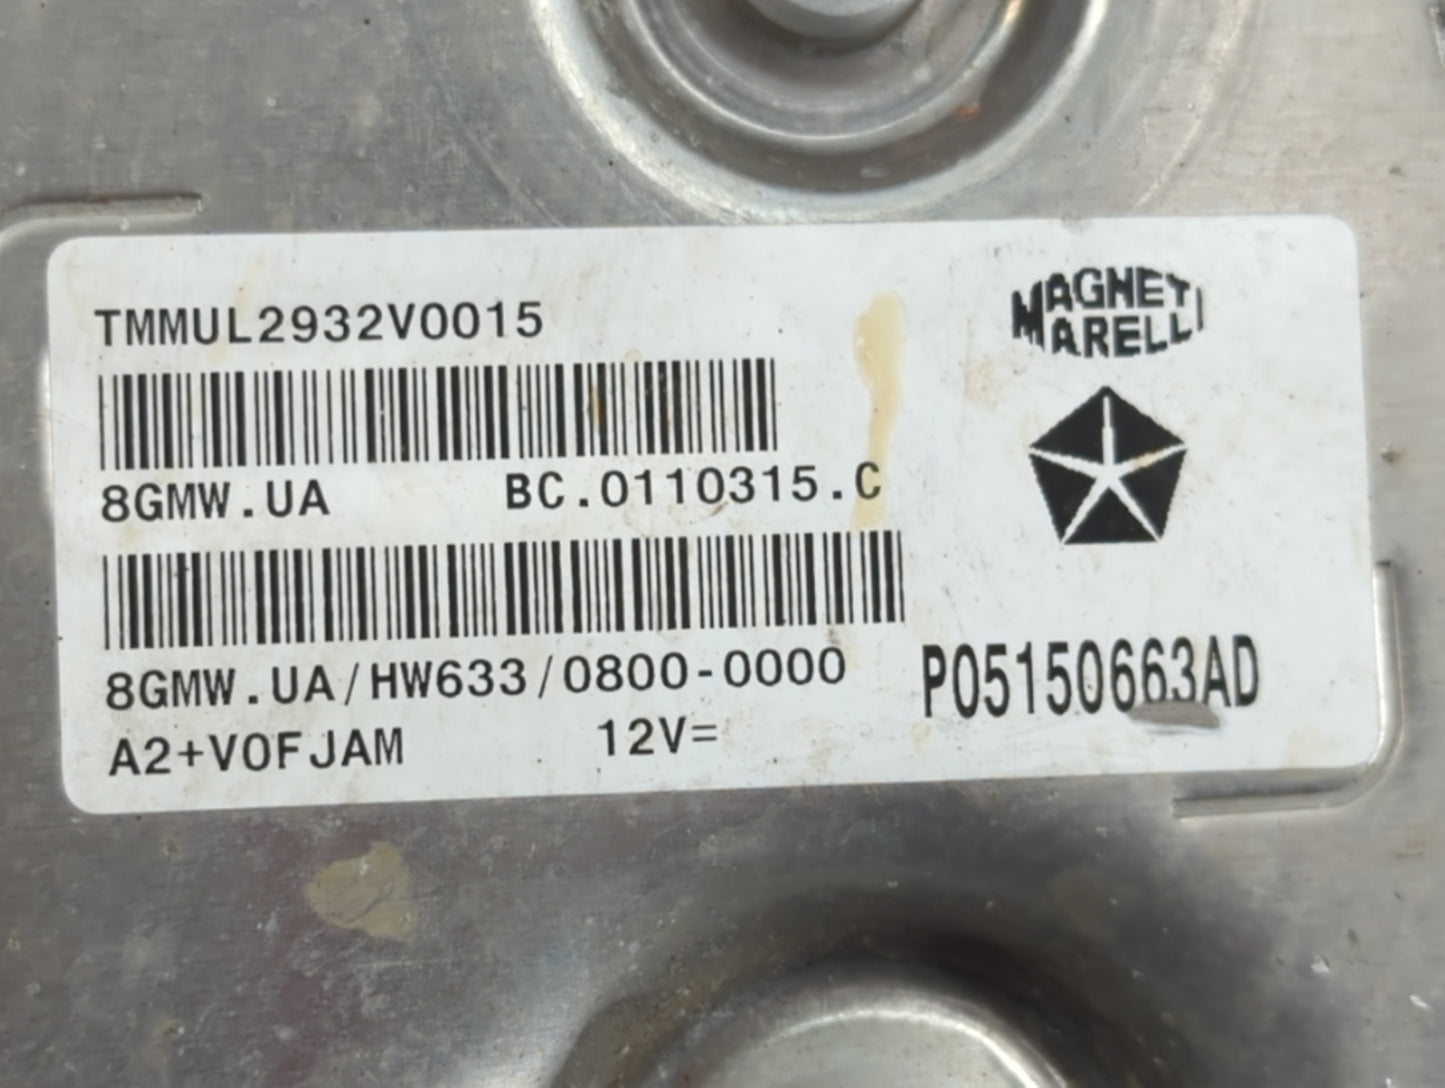 TMMUL2932V0015
MAGNETI
MARELLI
8GMW.UA BC.0110315.C
8GMW.UA/HW633/0800-0000
P05150663AD
A2+V0FJAM 12V=